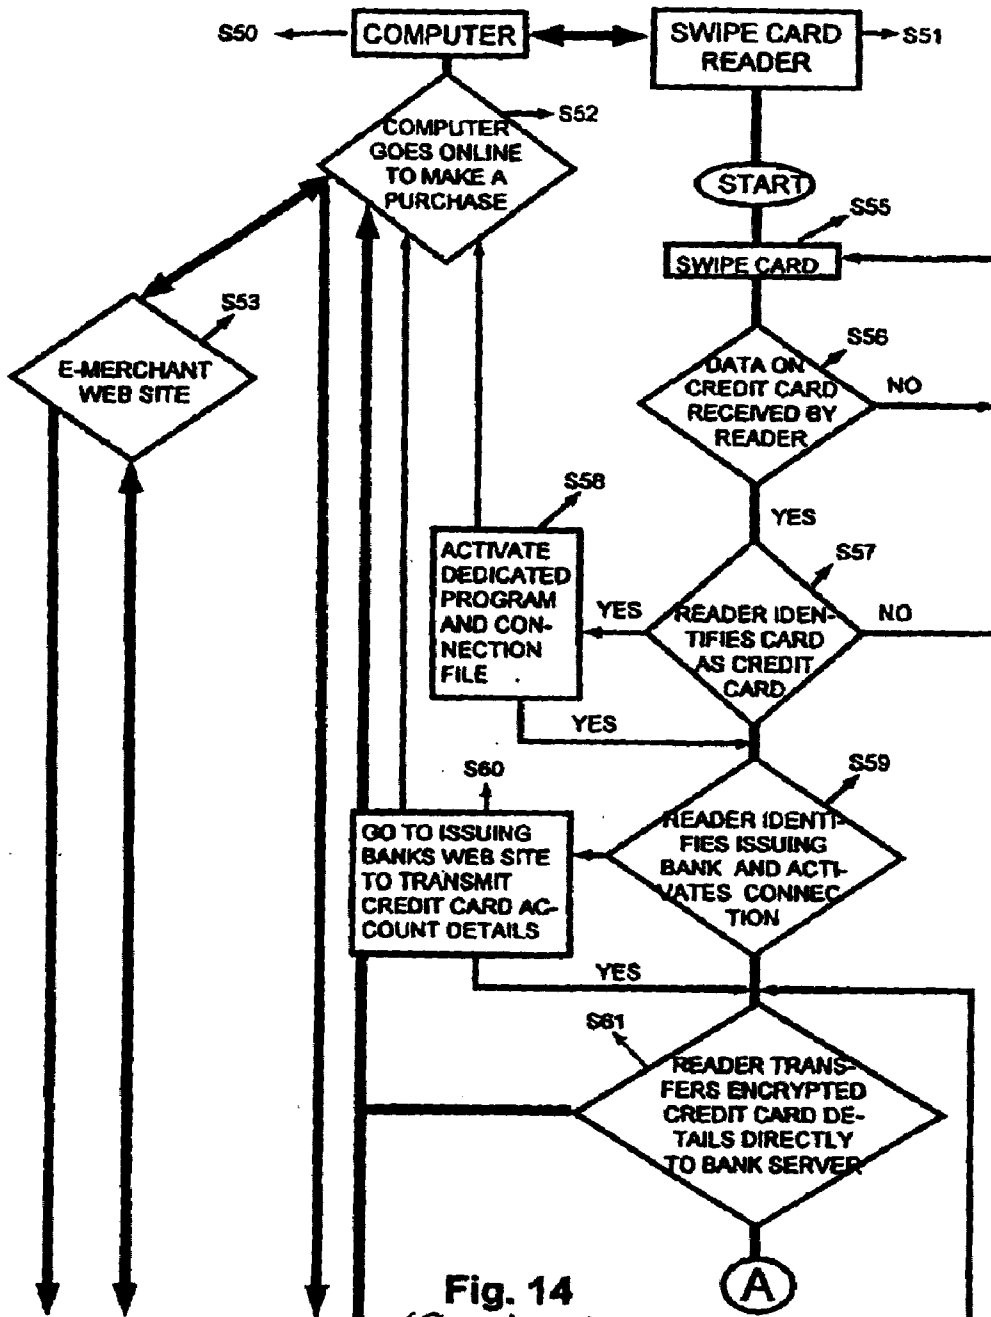 S50
COMPUTER
SWIPE CARD
READER
S51
S52
COMPUTER
GOES ONLINE
TO MAKE A
PURCHASE
START
S55
SWIPE CARD
S53
E-MERCHANT
WEB SITE
S56
DATA ON
CREDIT CARD
RECEIVED BY
READER
NO
YES
S58
ACTIVATE
DEDICATED
PROGRAM
AND CON-
NECTION
FILE
YES
S57
READER IDEN-
TIFIES CARD
AS CREDIT
CARD
NO
YES
S60
GO TO ISSUING
BANKS WEB SITE
TO TRANSMIT
CREDIT CARD AC-
COUNT DETAILS
S59
READER IDENTI-
FIES ISSUING
BANK AND ACTI-
VATES CONNEC
TION
YES
S61
READER TRANS-
FERS ENCRYPTED
CREDIT CARD DE-
TAILS DIRECTLY
TO BANK SERVER
A
Fig. 14